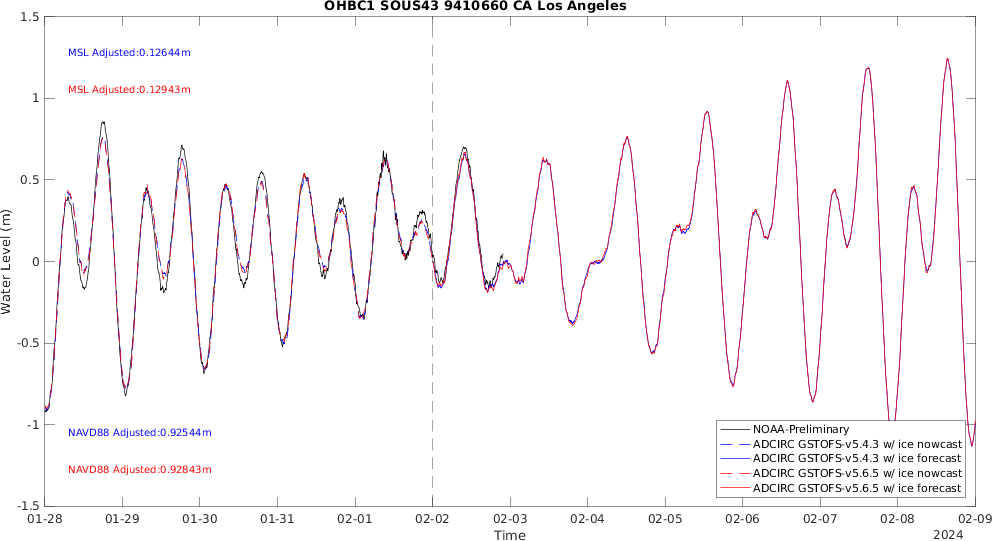 OHBC1 SOUS43 9410660 CA Los Angeles
1.5
MSL Adjusted:0.12644m
MSL Adjusted:0.12943m
1
0.5
0
-0.5
-1
-1.5
Water Level (m)
NAVD88 Adjusted:0.92544m
NAVD88 Adjusted:0.92843m
NOAA-Preliminary
ADCIRC GSTOFS-v5.4.3 w/ ice nowcast
ADCIRC GSTOFS-v5.4.3 w/ ice forecast
ADCIRC GSTOFS-v5.6.5 w/ ice nowcast
ADCIRC GSTOFS-v5.6.5 w/ ice forecast
01-28 01-29 01-30 01-31 02-01 02-02 02-03 02-04 02-05 02-06 02-07 02-08 02-09
Time
2024